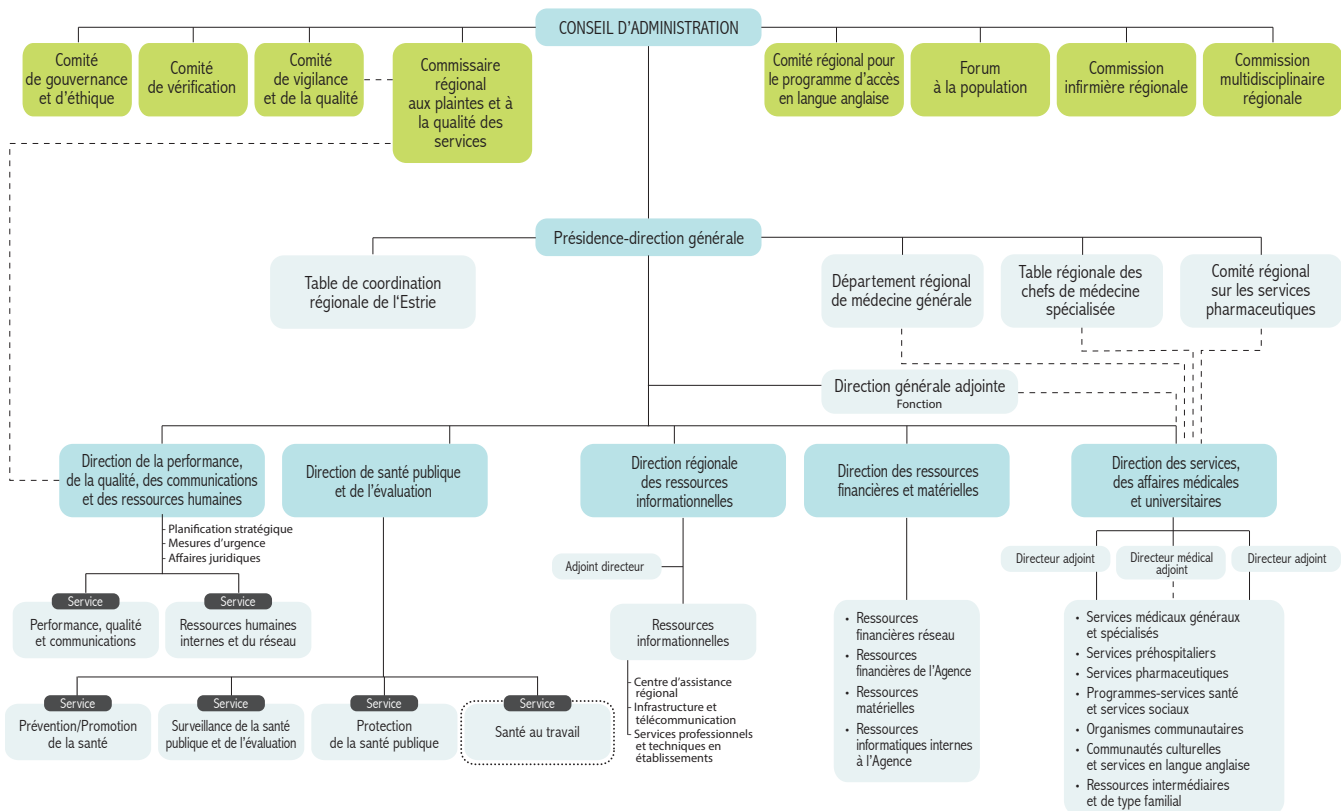 CONSEIL D'ADMINISTRATION
Comité
de gouvernance
et d'éthique
Comité
de vérification
Comité
de vigilance
et de la qualité
Commissaire
régional
aux plaintes et à
la qualité des
services
Comité régional pour
le programme d'accès
en langue anglaise
Forum
à la population
Commission
infirmière régionale
Commission
multidisciplinaire
régionale
Présidence-direction générale
Table de coordination
régionale de l'Estrie
Département régional
de médecine générale
Table régionale des
chefs de médecine
spécialisée
Comité régional
sur les services
pharmaceutiques
Direction générale adjointe
Fonction
Direction de la performance,
de la qualité, des communications
et des ressources humaines
Direction de santé publique
et de l'évaluation
Direction régionale
des ressources
informationnelles
Direction des ressources
financières et matérielles
Direction des services,
des affaires médicales
et universitaires
- Planification stratégique
- Mesures d'urgence
- Affaires juridiques
Service
Performance, qualité
et communications
Service
Ressources humaines
internes et du réseau
Service
Prévention/Promotion
de la santé
Service
Surveillance de la santé
publique et de l'évaluation
Service
Protection
de la santé publique
Service
Santé au travail
Adjoint directeur
Ressources
informationnelles
- Centre d'assistance
régional
- Infrastructure et
télécommunication
- Services professionnels
et techniques en
établissements
• Ressources
financières réseau
• Ressources
financières de l'Agence
• Ressources
matérielles
• Ressources
informatiques internes
à l'Agence
Directeur adjoint
Directeur médical
adjoint
Directeur adjoint
• Services médicaux généraux
et spécialisés
• Services préhospitaliers
• Services pharmaceutiques
• Programmes-services santé
et services sociaux
• Organismes communautaires
• Communautés culturelles
et services en langue anglaise
• Ressources intermédiaires
et de type familial